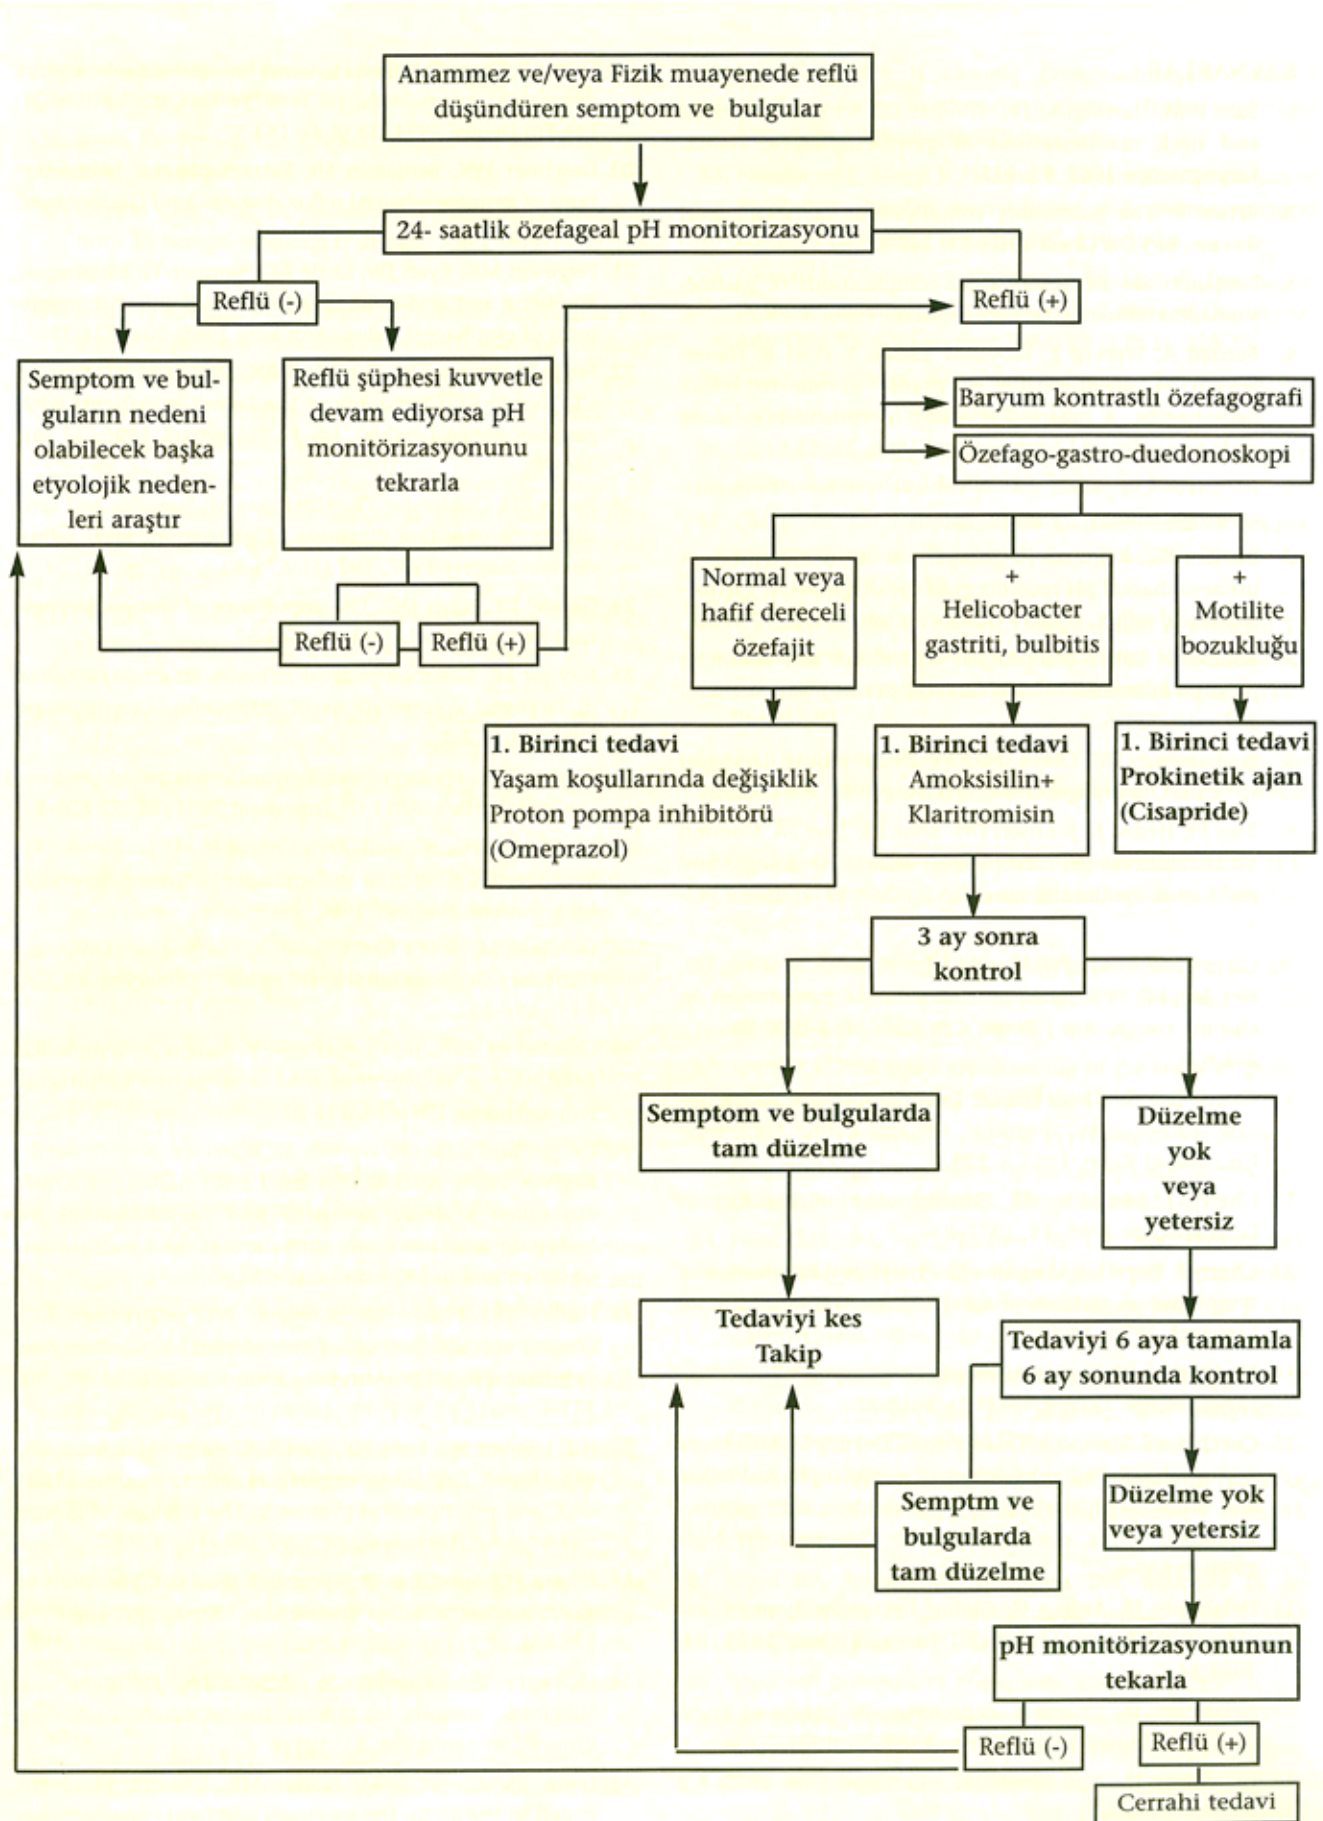 Anammez ve/veya Fizik muayenede reflü
düşündüren semptom ve bulgular
24- saatlik özefageal pH monitorizasyonu
Reflü (-)
Reflü (+)
Semptom ve bul-
guların nedeni
olabilecek başka
etyolojik neden-
leri araştır
Reflü şüphesi kuvvetle
devam ediyorsa pH
monitörizasyonunu
tekrarla
Baryum kontrastlı özefagografi
Özefago-gastro-duedonoskopi
Reflü (-)
Reflü (+)
Normal veya
hafif dereceli
özefajit
+
Helicobacter
gastriti, bulbitis
+
Motilite
bozukluğu
1. Birinci tedavi
Yaşam koşullarında değişiklik
Proton pompa inhibitörü
(Omeprazol)
1. Birinci tedavi
Amoksisilin+
Klaritromisin
1. Birinci tedavi
Prokinetik ajan
(Cisapride)
3 ay sonra
kontrol
Semptom ve bulgularda
tam düzelme
Düzelme
yok
veya
yetersiz
Tedaviyi kes
Takip
Tedaviyi 6 aya tamamla
6 ay sonunda kontrol
Semptm ve
bulgularda
tam düzelme
Düzelme yok
veya yetersiz
pH monitörizasyonunun
tekarla
Reflü (-)
Reflü (+)
Cerrahi tedavi